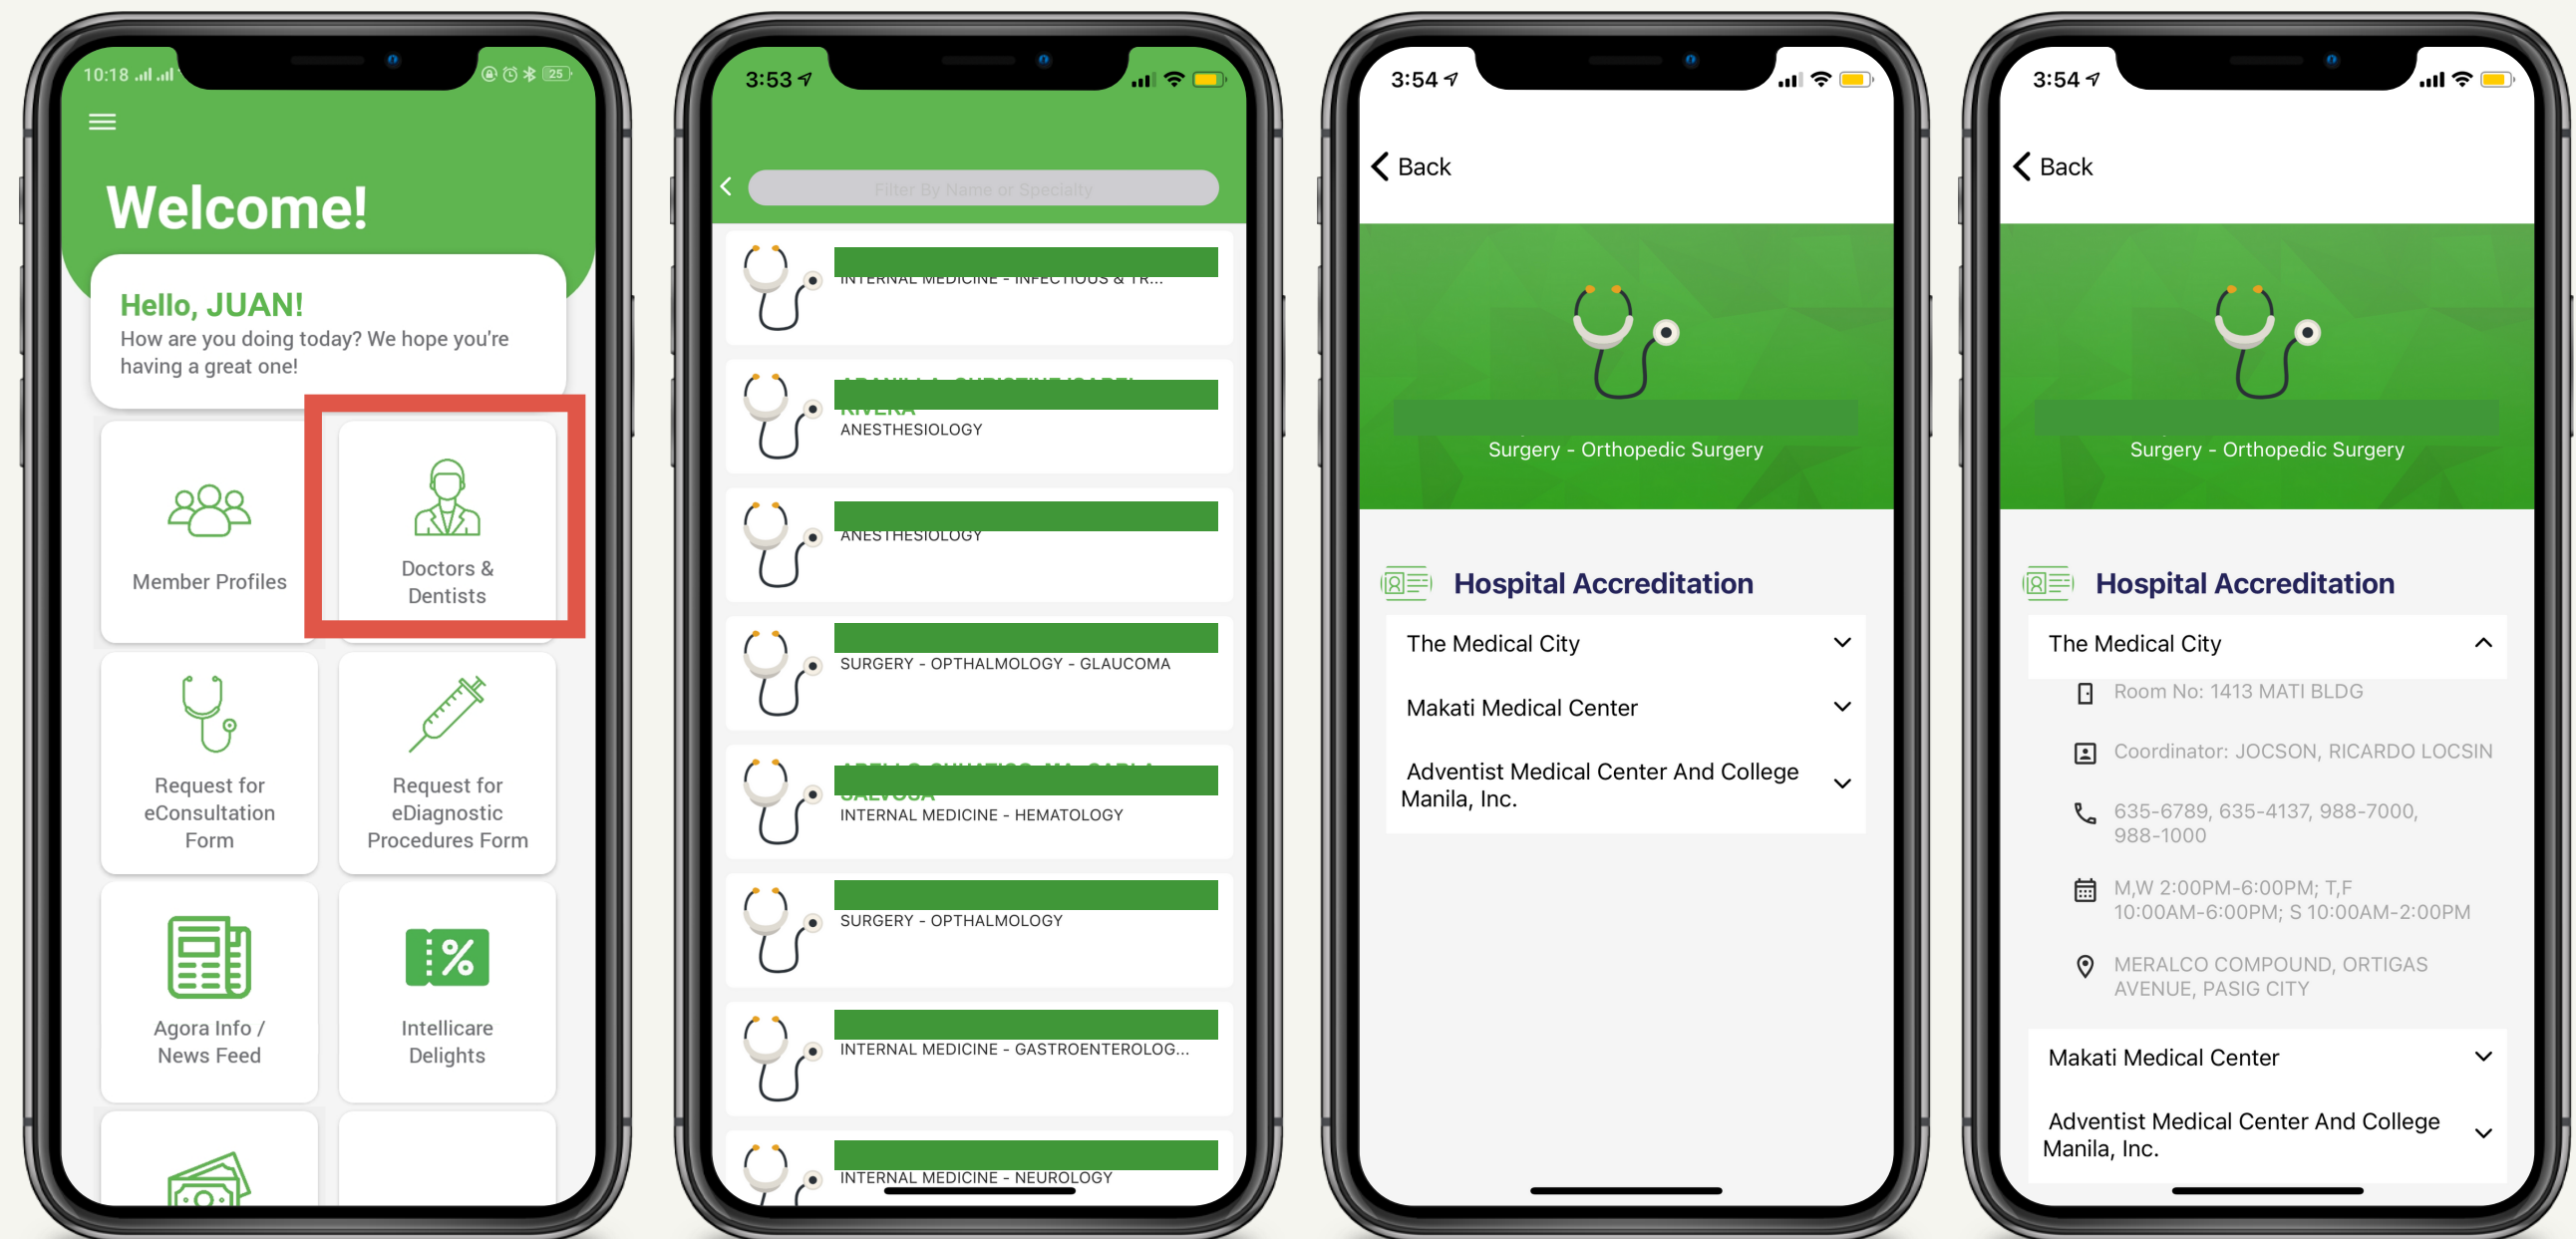 10:18
25
Welcome!
Hello, JUAN!
How are you doing today? We hope you're
having a great one!
Member Profiles
Doctors &
Dentists
Request for
eConsultation
Form
Request for
eDiagnostic
Procedures Form
Agora Info /
News Feed
Intellicare
Delights
3:53
Filter By Name or Specialty
INTERNAL MEDICINE - INFECTIOUS & TR...
RIVERA
ANESTHESIOLOGY
ANESTHESIOLOGY
SURGERY - OPTHALMOLOGY - GLAUCOMA
INTERNAL MEDICINE - HEMATOLOGY
SURGERY - OPTHALMOLOGY
INTERNAL MEDICINE - GASTROENTEROLOG...
INTERNAL MEDICINE - NEUROLOGY
3:54
Back
Surgery - Orthopedic Surgery
Hospital Accreditation
The Medical City
Makati Medical Center
Adventist Medical Center And College
Manila, Inc.
3:54
Back
Surgery - Orthopedic Surgery
Hospital Accreditation
The Medical City
Room No: 1413 MATI BLDG
Coordinator: JOCSON, RICARDO LOCSIN
635-6789, 635-4137, 988-7000,
988-1000
M,W 2:00PM-6:00PM; T,F
10:00AM-6:00PM; S 10:00AM-2:00PM
MERALCO COMPOUND, ORTIGAS
AVENUE, PASIG CITY
Makati Medical Center
Adventist Medical Center And College
Manila, Inc.